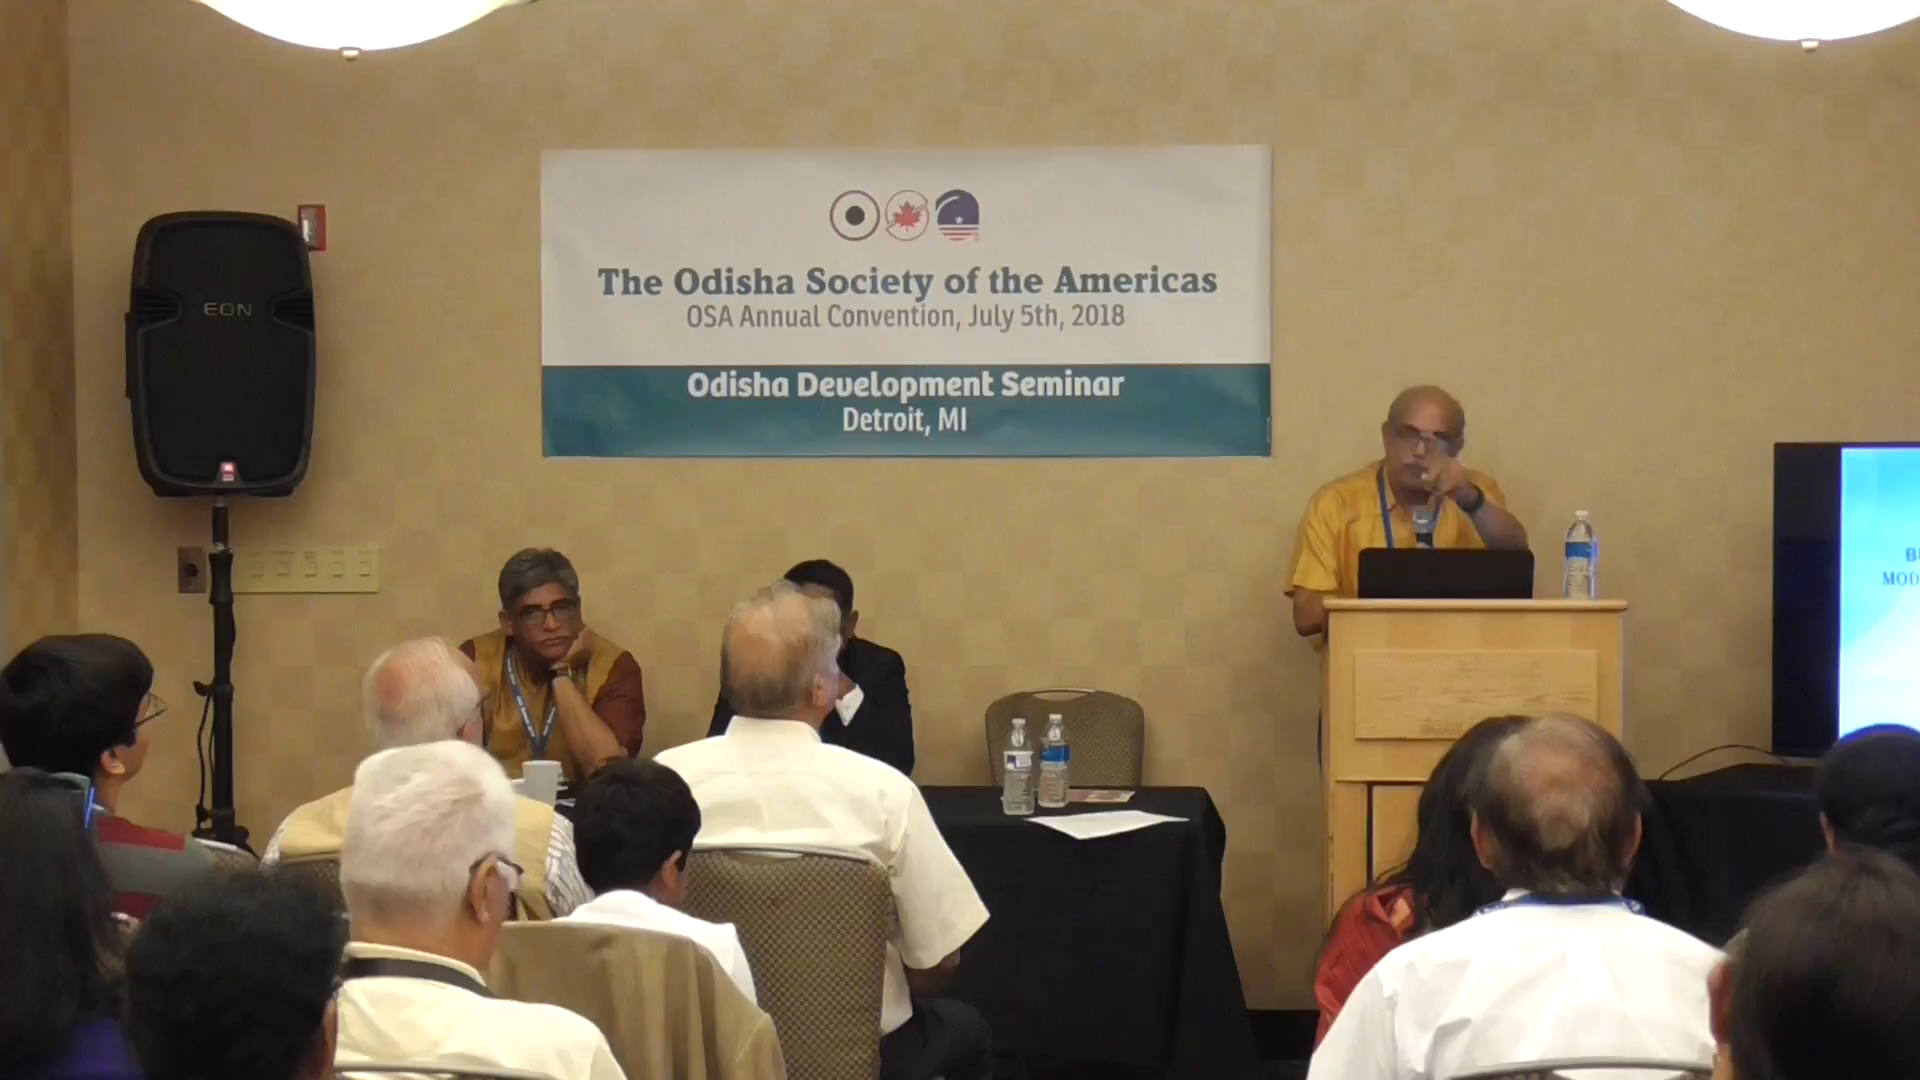 The Odisha Society of the Americas
OSA Annual Convention, July 5th, 2018
Odisha Development Seminar
Detroit, MI
EON